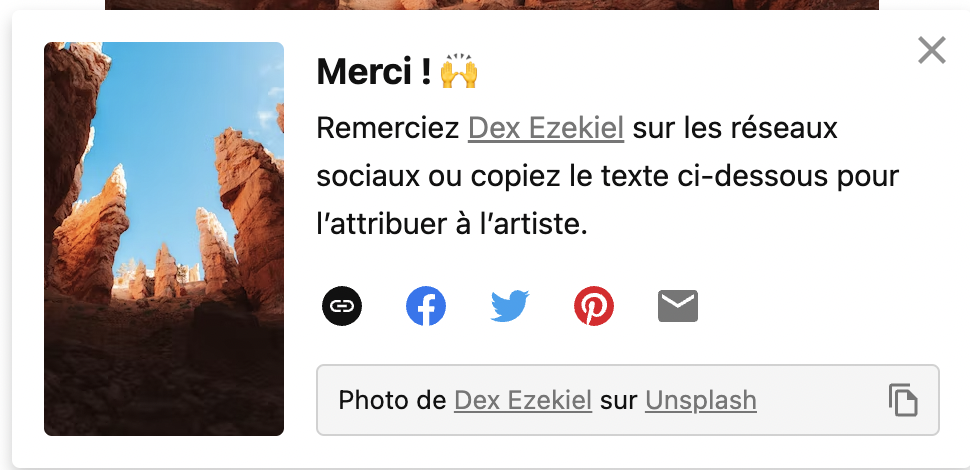 Merci ! 🙌
Remerciez Dex Ezekiel sur les réseaux
sociaux ou copiez le texte ci-dessous pour
l’attribuer à l’artiste.
Photo de Dex Ezekiel sur Unsplash